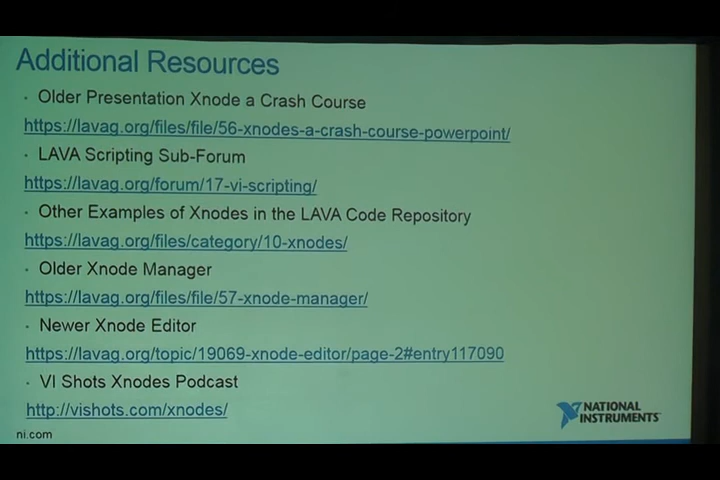 Additional Resources
· Older Presentation Xnode a Crash Course
https://lavag.org/files/file/56-xnodes-a-crash-course-powerpoint/
· LAVA Scripting Sub-Forum
https://lavag.org/forum/17-vi-scripting/
· Other Examples of Xnodes in the LAVA Code Repository
https://lavag.org/files/category/10-xnodes/
· Older Xnode Manager
https://lavag.org/files/file/57-xnode-manager/
· Newer Xnode Editor
https://lavag.org/topic/19069-xnode-editor/page-2#entry117090
· VI Shots Xnodes Podcast
http://vishots.com/xnodes/
NATIONAL
INSTRUMENTS
ni.com